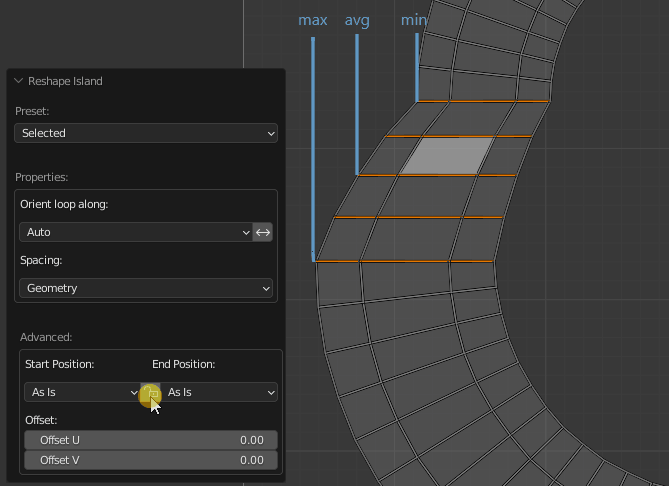 max avg min
Reshape Island
Preset:
Selected
Properties:
Orient loop along:
Auto
Spacing:
Geometry
Advanced:
Start Position: End Position:
As Is As Is
Offset:
Offset U 0.00
Offset V 0.00